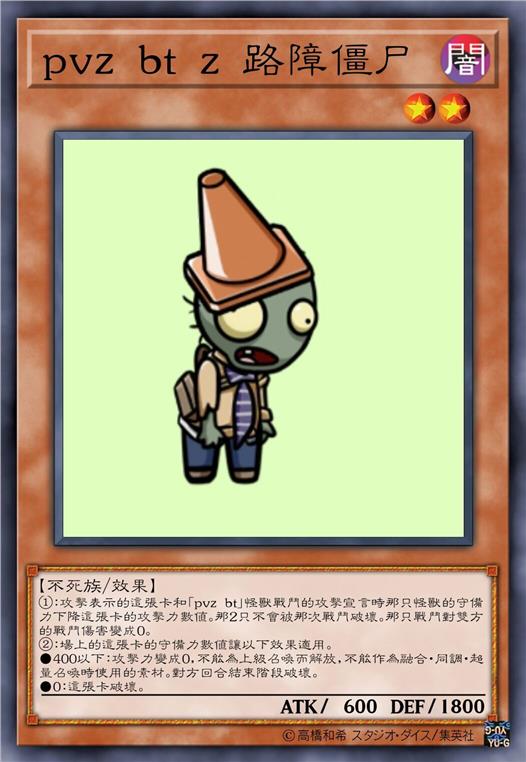 pvz bt z 路障僵尸
闇
【不死族/效果】
①:攻擊表示的這張卡和「pvz bt」怪獸戰鬥的攻擊宣言時那只怪獸的守備
力下降這張卡的攻擊力數值。那2只不會被那次戰鬥破壞。那只戰鬥對雙方
的戰鬥傷害變成0。
②:場上的這張卡的守備力數值讓以下效果適用。
●400以下:攻擊力變成0,不能為上級召喚而解放,不能作為融合·同調·超
量召喚時使用的素材。對方回合結束階段破壞。
●0:這張卡破壞。
ATK/ 600 DEF/1800
©高橋和希 スタジオ·ダイス/集英社